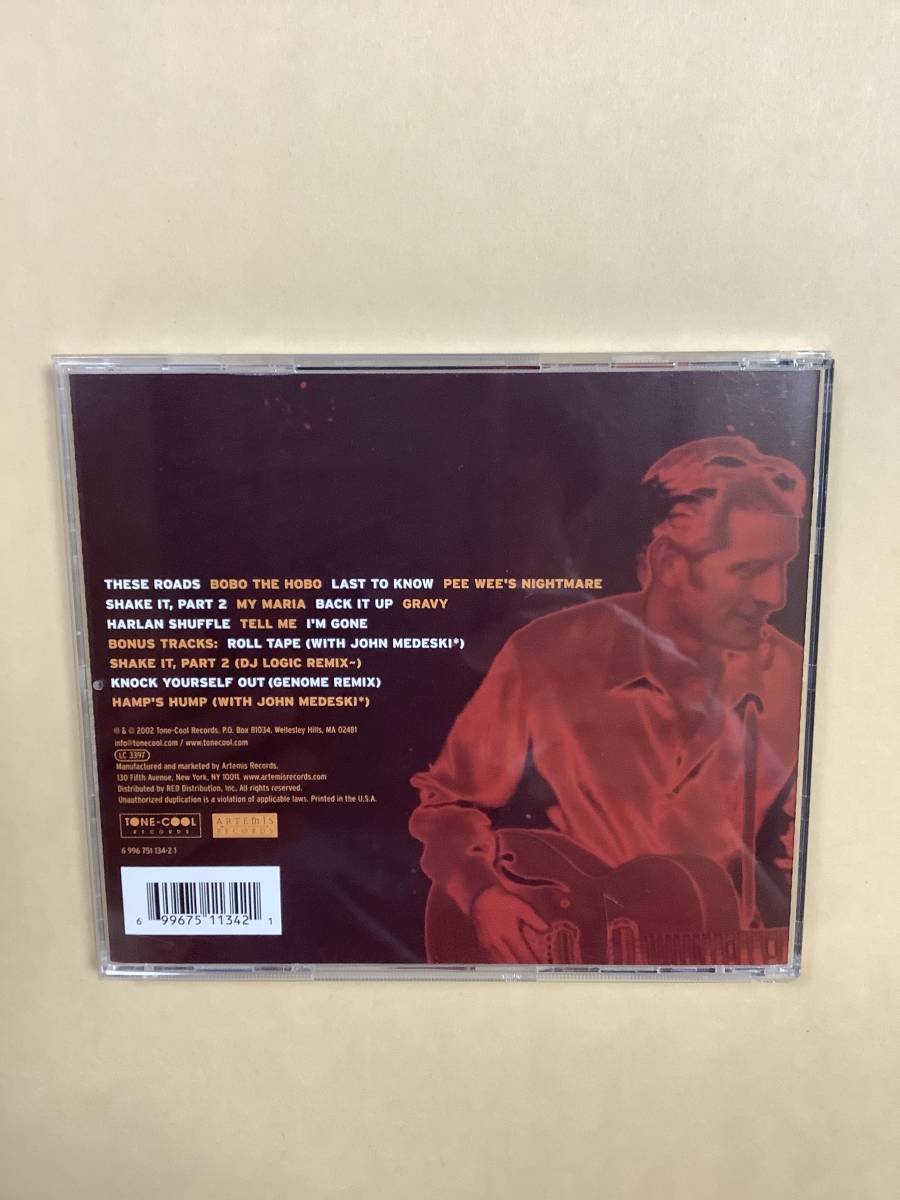 THESE ROADS BOBO THE HOBO LAST TO KNOW PEE WEE'S NIGHTMARE
SHAKE IT, PART 2 MY MARIA BACK IT UP GRAVY
HARLAN SHUFFLE TELL ME I'M GONE
BONUS TRACKS: ROLL TAPE (WITH JOHN MEDESKI*)
SHAKE IT, PART 2 (DJ LOGIC REMIX~)
KNOCK YOURSELF OUT (GENOME REMIX)
HAMP'S HUMP (WITH JOHN MEDESKI*)
℗ & © 2002 Tone-Cool Records. P.O. Box 81034, Wellesley Hills, MA 02481
info@tonecool.com / www.tonecool.com
LC 3397
Manufactured and marketed by Artemis Records.
130 Fifth Avenue, New York, NY 10011. www.artemisrecords.com
Distributed by RED Distribution, Inc. All rights reserved.
Unauthorized duplication is a violation of applicable laws. Printed in the U.S.A.
TONE-COOL
RECORDS
ARTEMIS
RECORDS
6 996 751 134-2 1
6 99675 11342 1